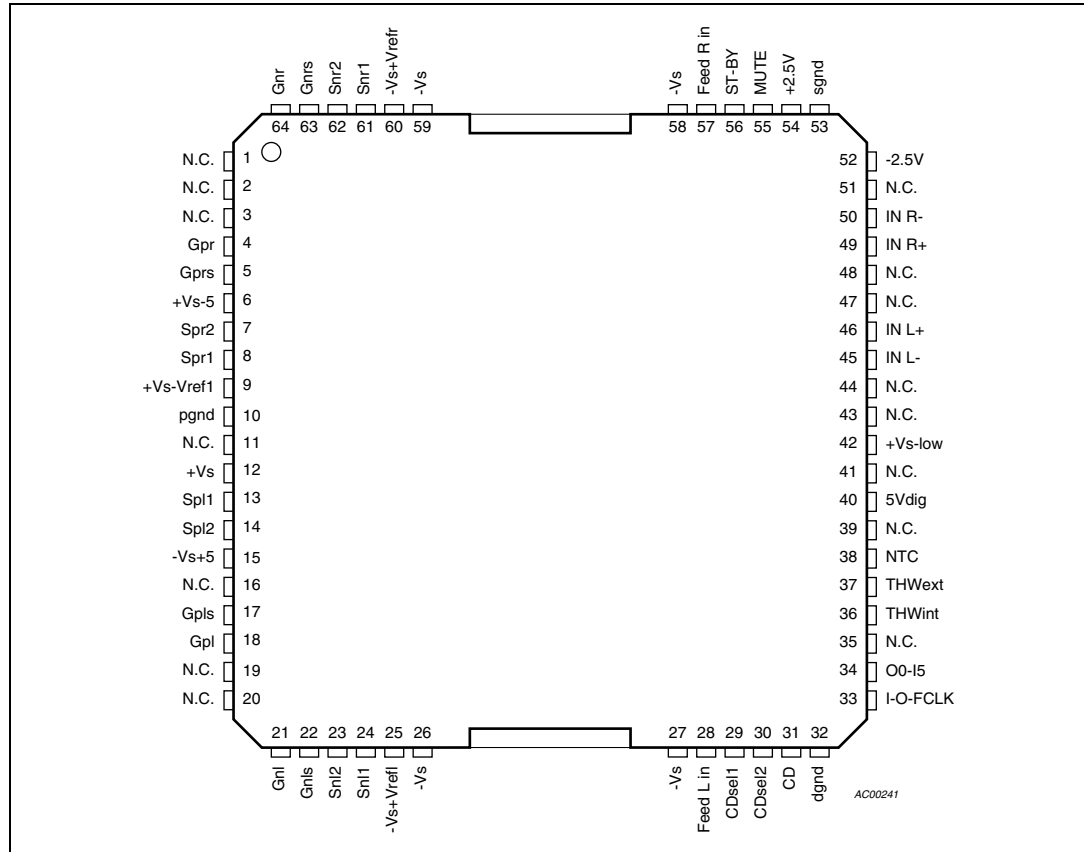 Gnr
Gnrs
Snr2
Snr1
-Vs+Vrefr
-Vs
-Vs
Feed R in
ST-BY
MUTE
+2.5V
sgnd
64 63 62 61 60 59 58 57 56 55 54 53
N.C. 1
N.C. 2
N.C. 3
Gpr 4
Gprs 5
+Vs-5 6
Spr2 7
Spr1 8
+Vs-Vref1 9
pgnd 10
N.C. 11
+Vs 12
Spl1 13
Spl2 14
-Vs+5 15
N.C. 16
Gpls 17
Gpl 18
N.C. 19
N.C. 20
52 -2.5V
51 N.C.
50 IN R-
49 IN R+
48 N.C.
47 N.C.
46 IN L+
45 IN L-
44 N.C.
43 N.C.
42 +Vs-low
41 N.C.
40 5Vdig
39 N.C.
38 NTC
37 THWext
36 THWint
35 N.C.
34 O0-I5
33 I-O-FCLK
21 22 23 24 25 26 27 28 29 30 31 32
Gnl
Gnls
Snl2
Snl1
-Vs+Vrefl
-Vs
-Vs
Feed L in
CDsel1
CDsel2
CD
dgnd
AC00241